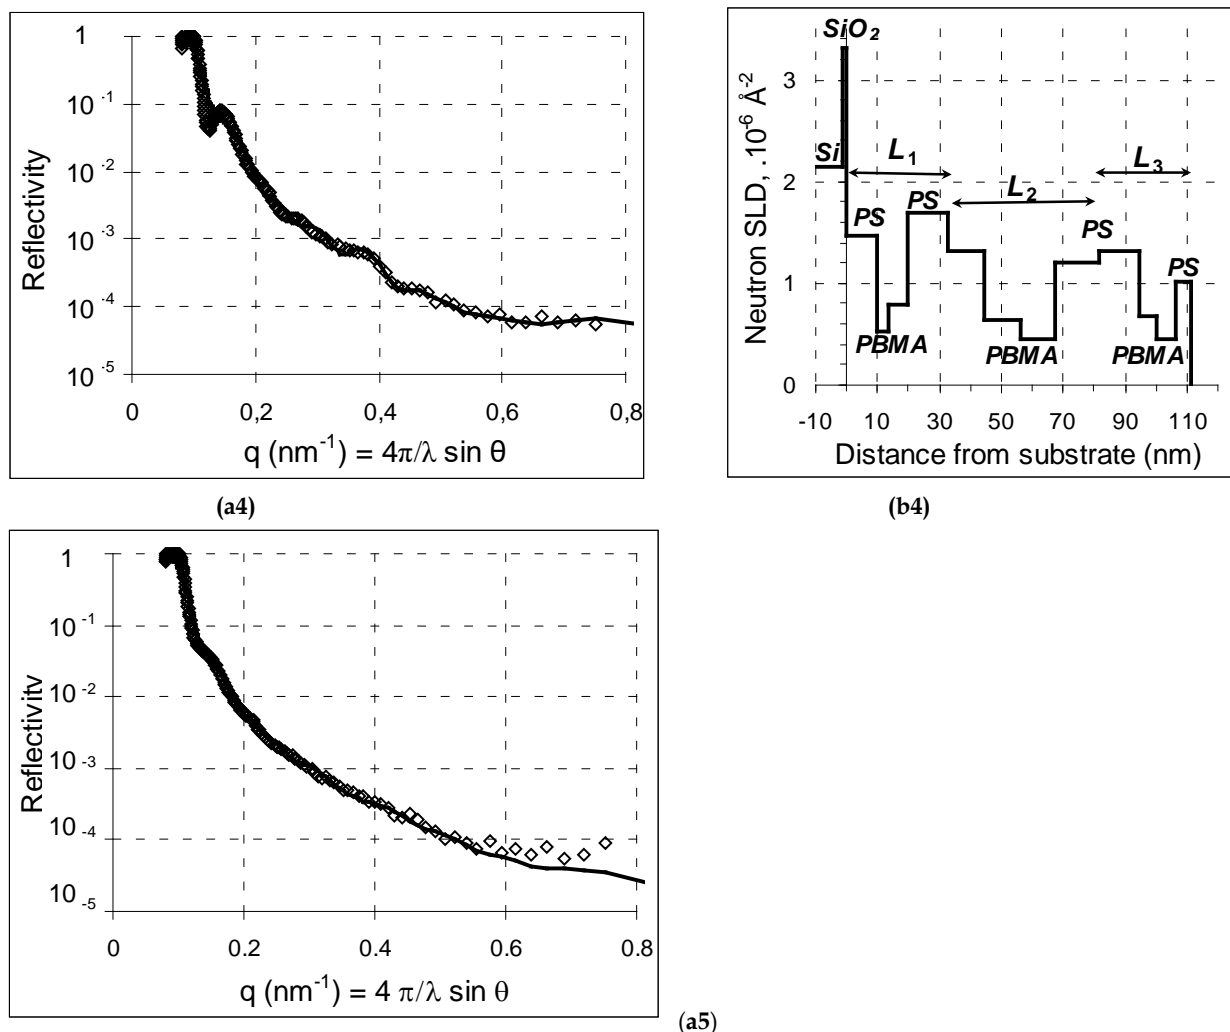 1
10⁻¹
10⁻²
10⁻³
10⁻⁴
10⁻⁵
Reflectivity
0 0,2 0,4 0,6 0,8
q (nm⁻¹) = 4π/λ sin θ
(a4)
SiO₂
3
Si
L₁
L₃
2
PS
PS
L₂
PS
PS
1
PBMA
PBMA
PBMA
0
Neutron SLD, .10⁻⁶ Å⁻²
-10 10 30 50 70 90 110
Distance from substrate (nm)
(b4)
1
10⁻¹
10⁻²
10⁻³
10⁻⁴
10⁻⁵
Reflectivity
0 0.2 0.4 0.6 0.8
q (nm⁻¹) = 4 π/λ sin θ
(a5)